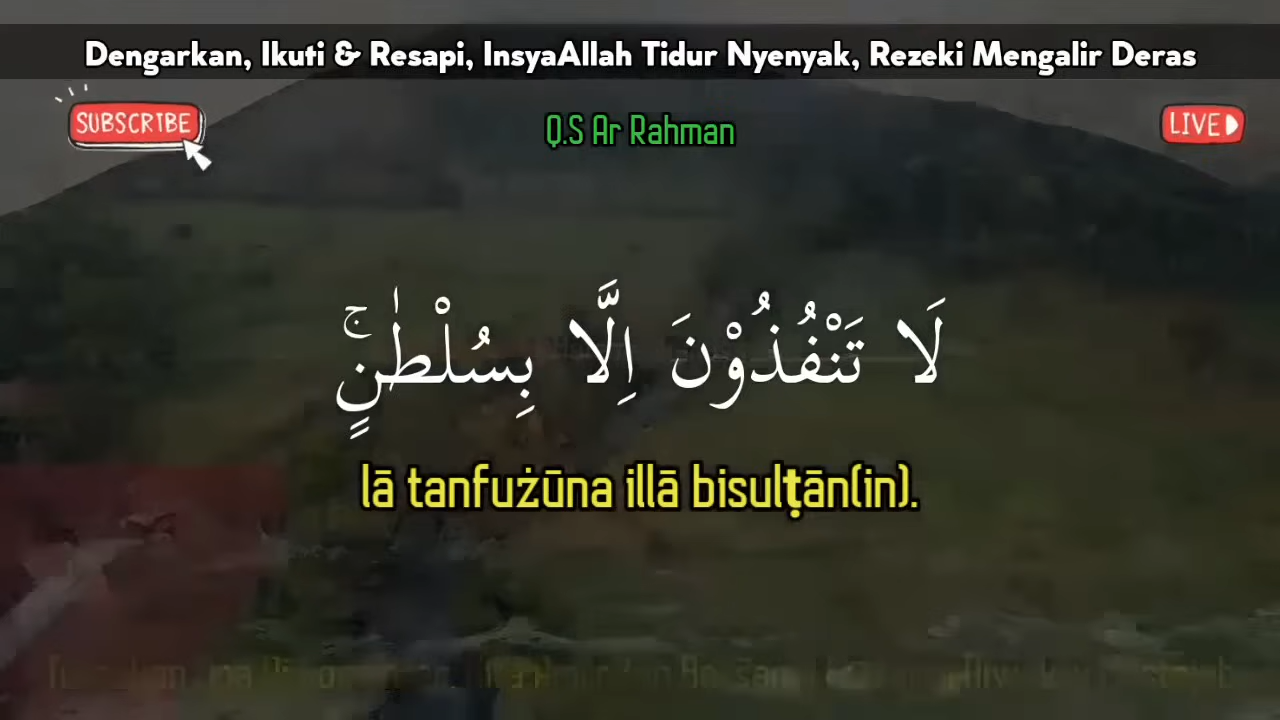 Dengarkan, Ikuti & Resapi, InsyaAllah Tidur Nyenyak, Rezeki Mengalir Deras
SUBSCRIBE
LIVE
Q.S Ar Rahman
لَا تَنْفُذُوْنَ اِلَّا بِسُلْطٰنٍۚ
lā tanfużūna illā bisulṭān(in).